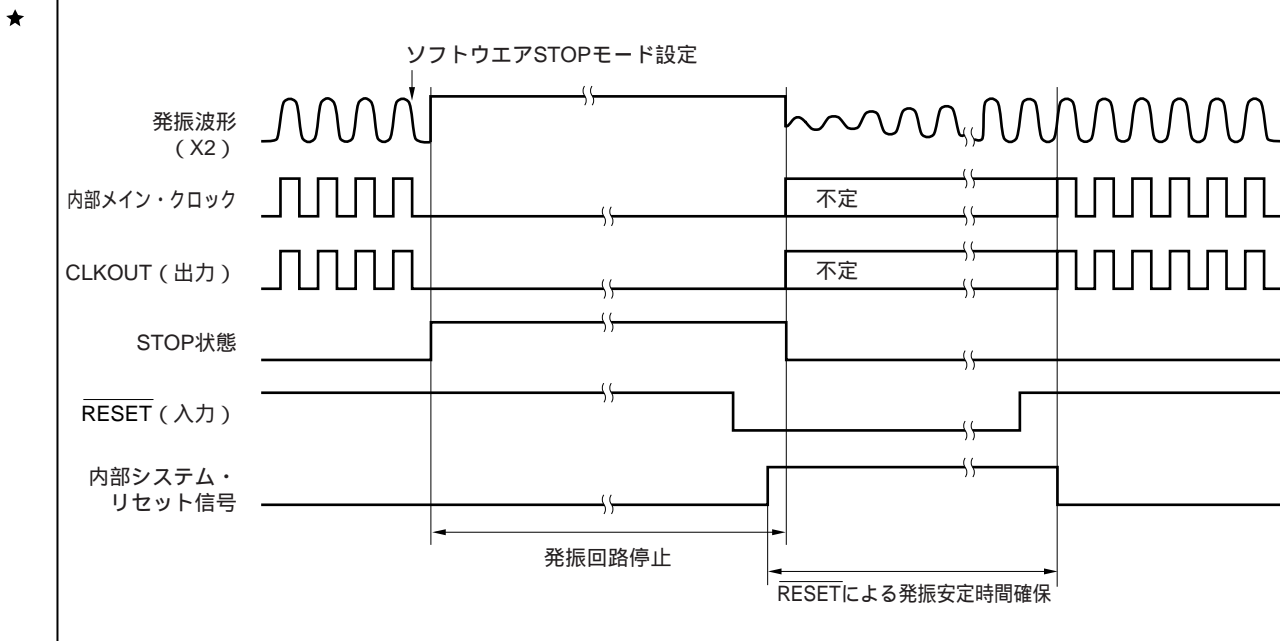 ★
ソフトウエアSTOPモード設定
発振波形
（X2）
内部メイン・クロック
不定
CLKOUT（出力）
不定
STOP状態
RESET（入力）
内部システム・
リセット信号
発振回路停止
RESETによる発振安定時間確保